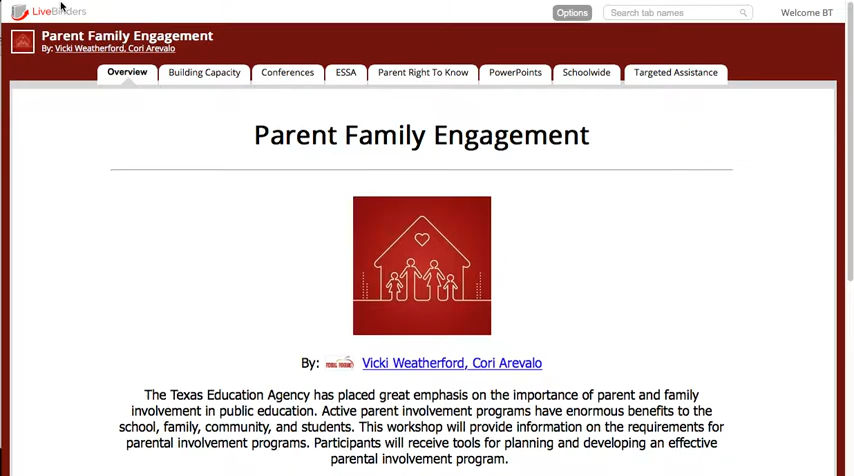 LiveBinders
Options
Search tab names
Welcome BT
Parent Family Engagement
By: Vicki Weatherford, Cori Arevalo
Overview
Building Capacity
Conferences
ESSA
Parent Right To Know
PowerPoints
Schoolwide
Targeted Assistance
Parent Family Engagement
By: Vicki Weatherford, Cori Arevalo
The Texas Education Agency has placed great emphasis on the importance of parent and family
involvement in public education. Active parent involvement programs have enormous benefits to the
school, family, community, and students. This workshop will provide information on the requirements for
parental involvement programs. Participants will receive tools for planning and developing an effective
parental involvement program.